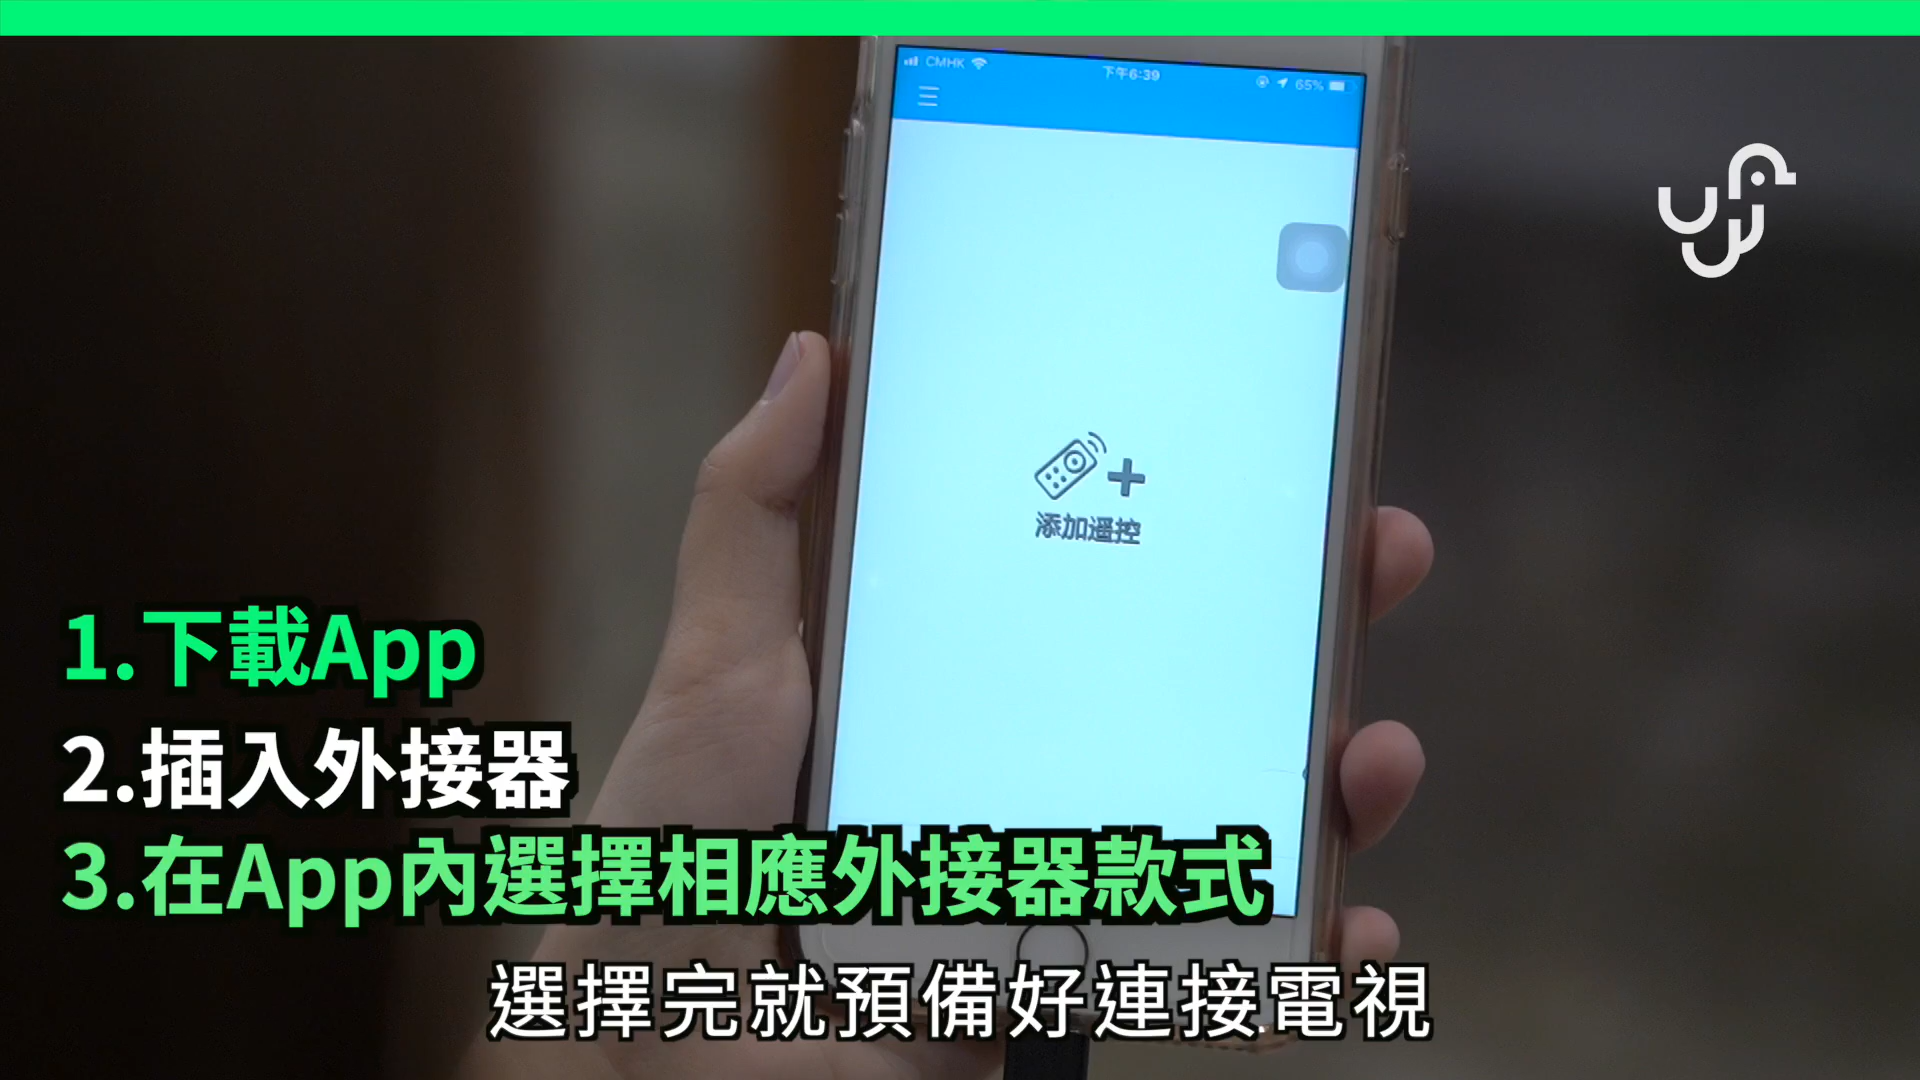 CMHK
下午6:39
65%
添加遥控
1.下載App
2.插入外接器
3.在App內選擇相應外接器款式
選擇完就預備好連接電視